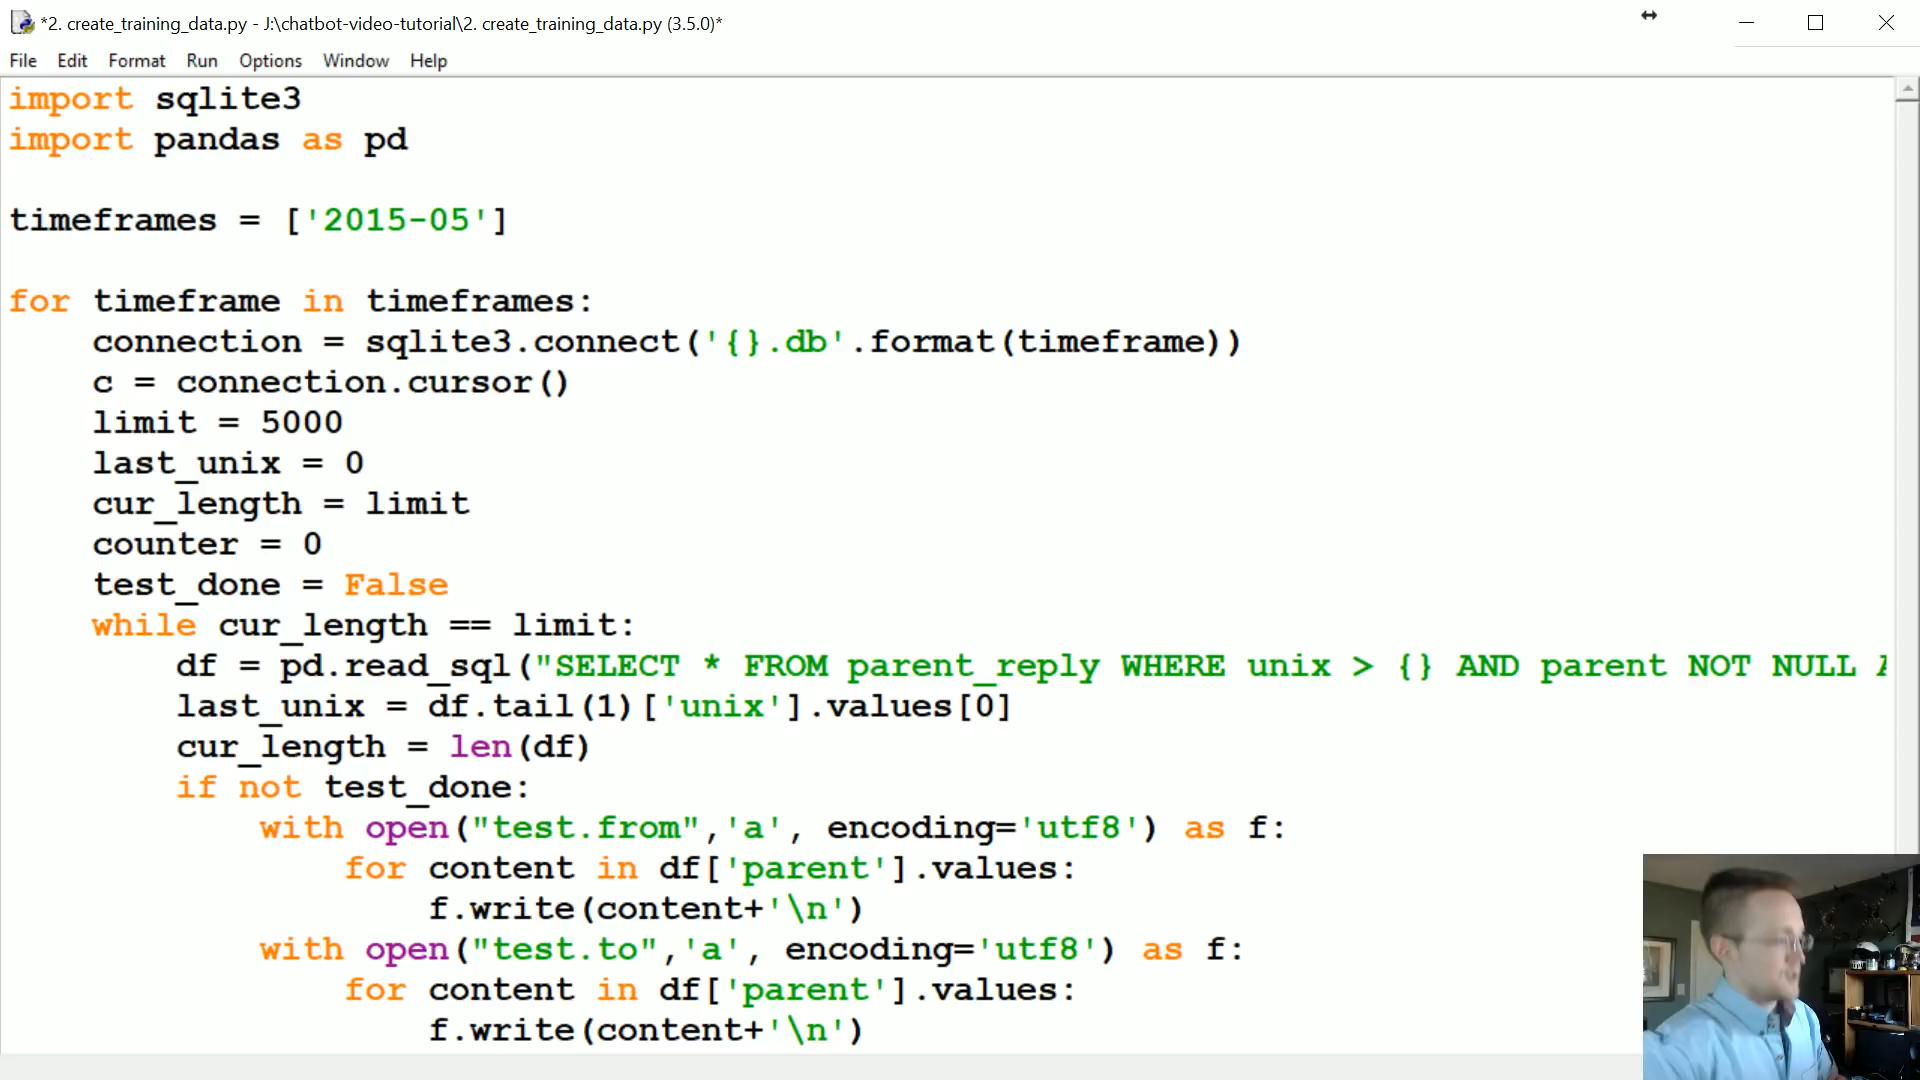 *2. create_training_data.py - J:\chatbot-video-tutorial\2. create_training_data.py (3.5.0)*
File Edit Format Run Options Window Help
import sqlite3
import pandas as pd
timeframes = ['2015-05']
for timeframe in timeframes:
    connection = sqlite3.connect('{}.db'.format(timeframe))
    c = connection.cursor()
    limit = 5000
    last_unix = 0
    cur_length = limit
    counter = 0
    test_done = False
    while cur_length == limit:
        df = pd.read_sql("SELECT * FROM parent_reply WHERE unix > {} AND parent NOT NULL
        last_unix = df.tail(1)['unix'].values[0]
        cur_length = len(df)
        if not test_done:
            with open("test.from",'a', encoding='utf8') as f:
                for content in df['parent'].values:
                    f.write(content+'\n')
            with open("test.to",'a', encoding='utf8') as f:
                for content in df['parent'].values:
                    f.write(content+'\n')